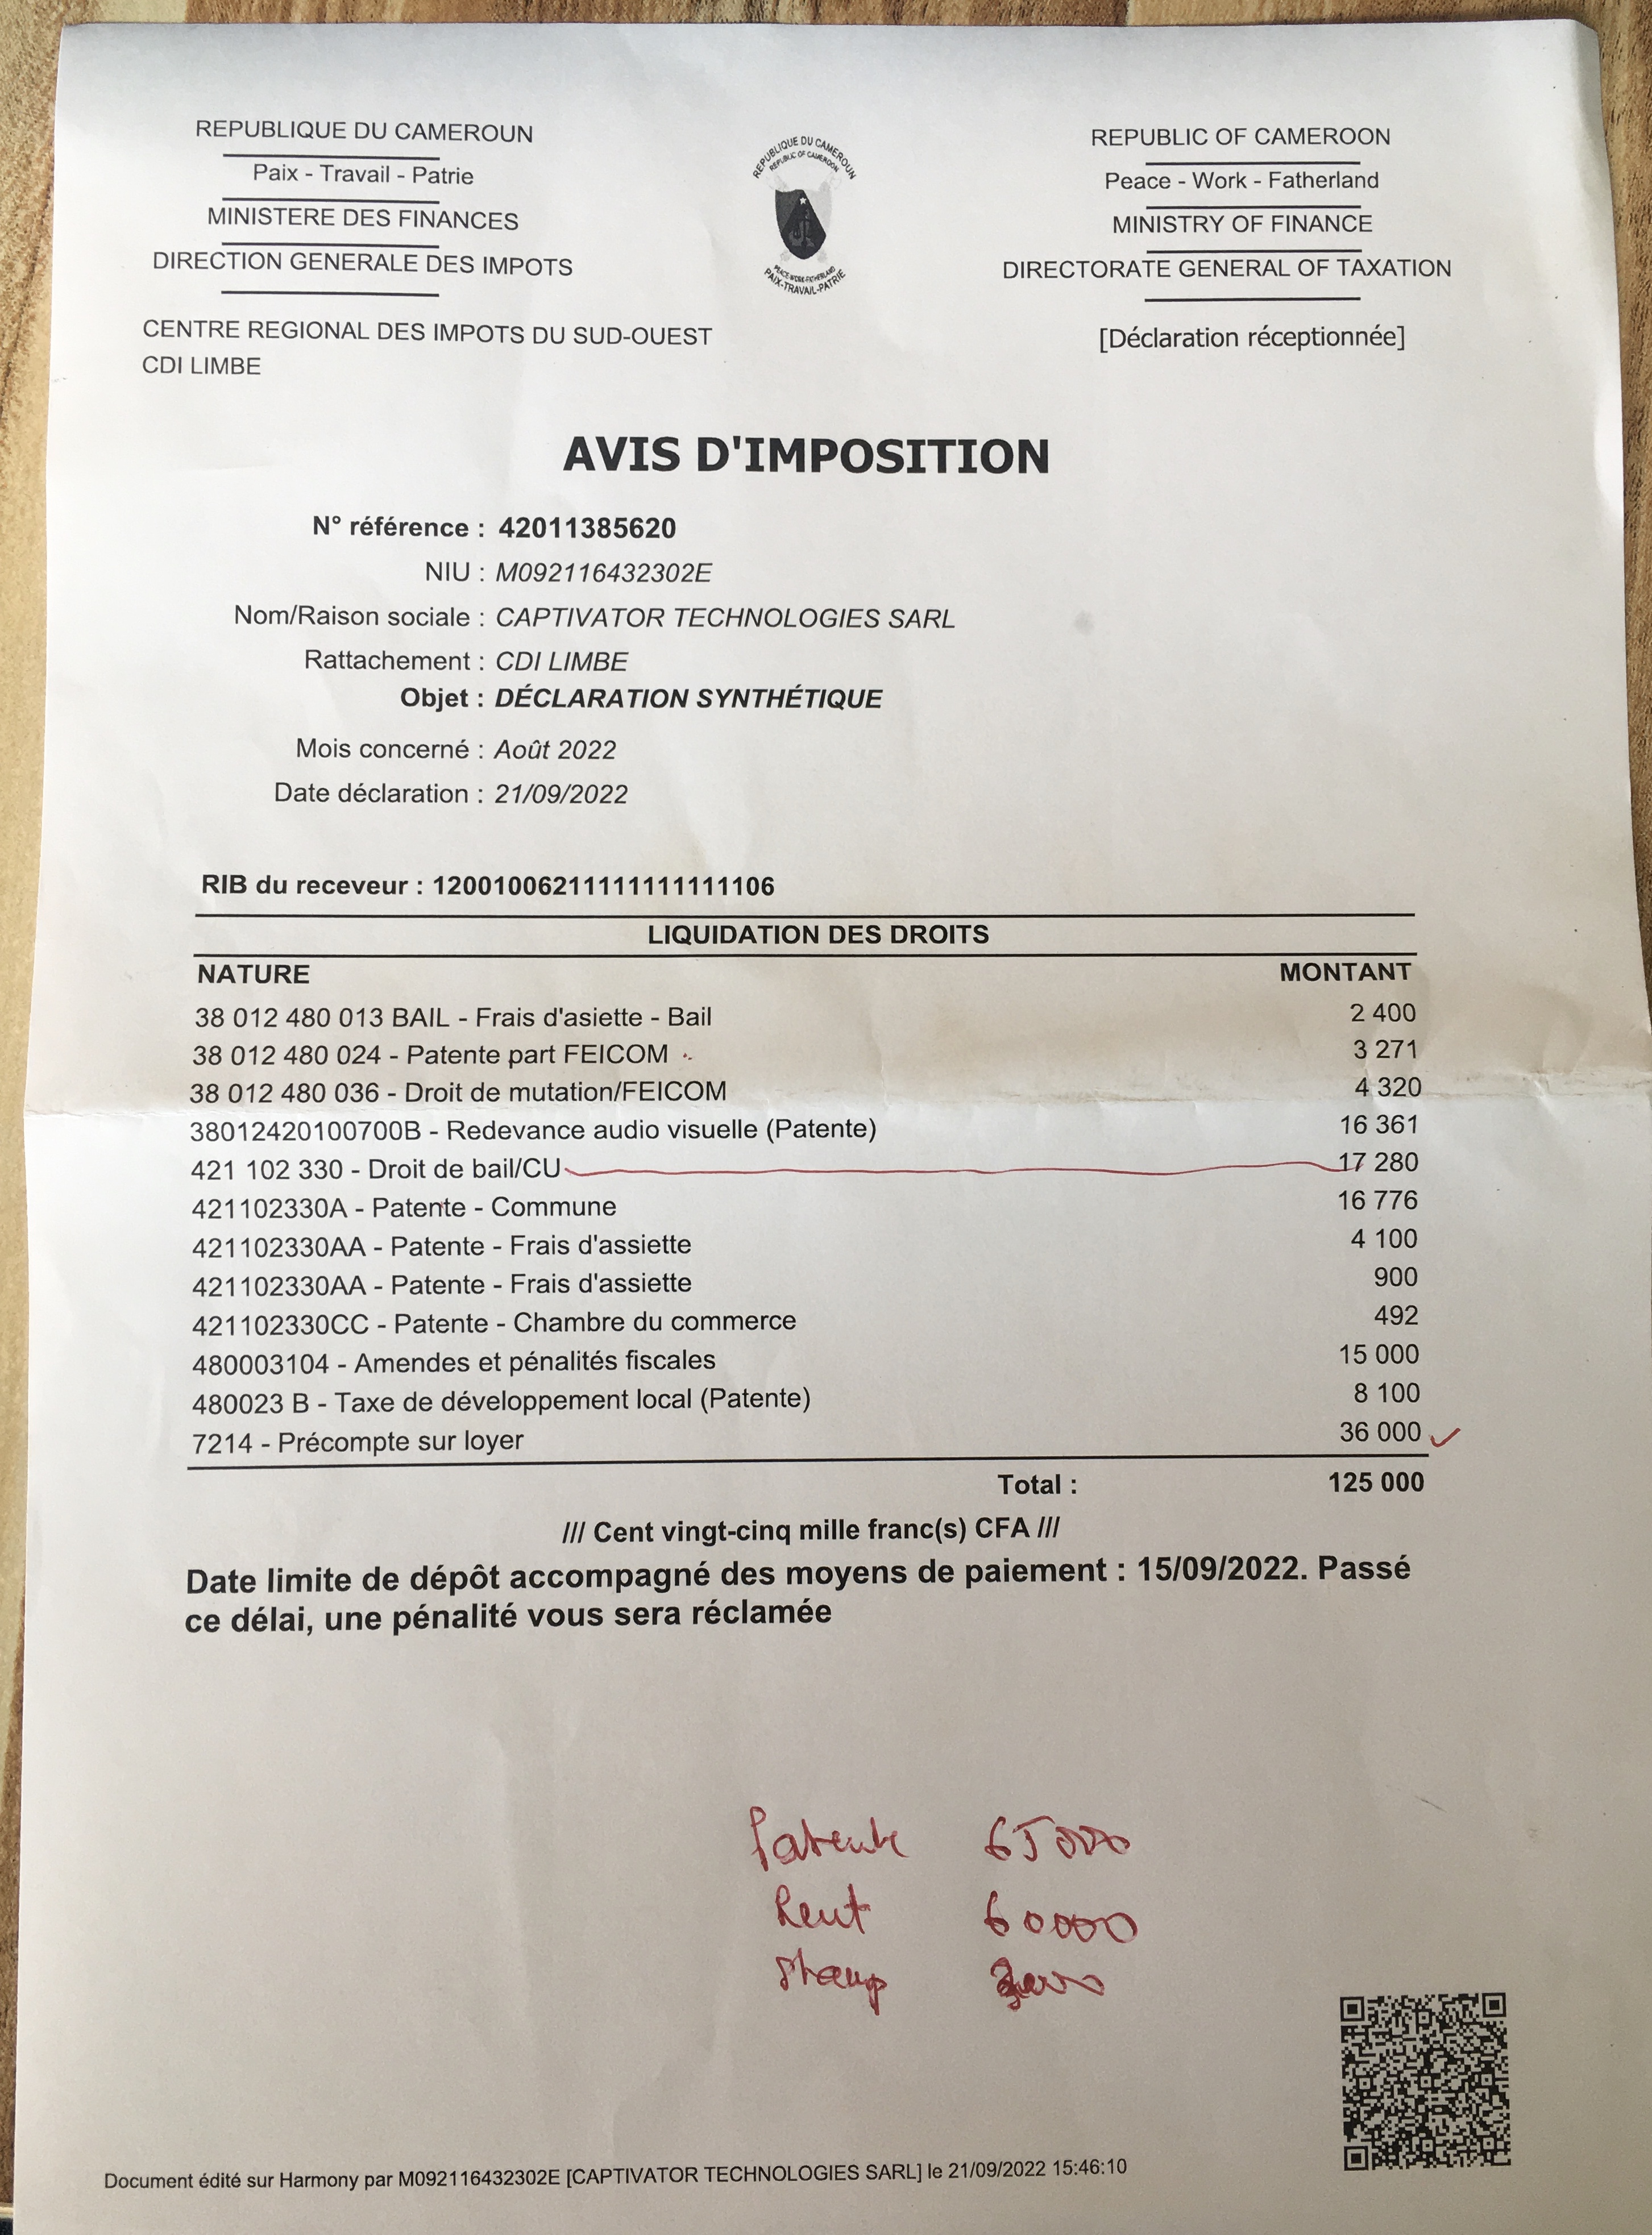 REPUBLIQUE DU CAMEROUN
Paix - Travail - Patrie
MINISTERE DES FINANCES
DIRECTION GENERALE DES IMPOTS
CENTRE REGIONAL DES IMPOTS DU SUD-OUEST
CDI LIMBE
REPUBLIQUE DU CAMEROUN
REPUBLIC OF CAMEROON
PEACE-WORK-FATHERLAND
PAIX-TRAVAIL-PATRIE
REPUBLIC OF CAMEROON
Peace - Work - Fatherland
MINISTRY OF FINANCE
DIRECTORATE GENERAL OF TAXATION
[Déclaration réceptionnée]
AVIS D'IMPOSITION
N° référence : 42011385620
NIU : M092116432302E
Nom/Raison sociale : CAPTIVATOR TECHNOLOGIES SARL
Rattachement : CDI LIMBE
Objet : DÉCLARATION SYNTHÉTIQUE
Mois concerné : Août 2022
Date déclaration : 21/09/2022
RIB du receveur : 12001006211111111111106
LIQUIDATION DES DROITS
NATURE MONTANT
38 012 480 013 BAIL - Frais d'asiette - Bail 2 400
38 012 480 024 - Patente part FEICOM 3 271
38 012 480 036 - Droit de mutation/FEICOM 4 320
38012420100700B - Redevance audio visuelle (Patente) 16 361
421 102 330 - Droit de bail/CU 17 280
421102330A - Patente - Commune 16 776
421102330AA - Patente - Frais d'assiette 4 100
421102330AA - Patente - Frais d'assiette 900
421102330CC - Patente - Chambre du commerce 492
480003104 - Amendes et pénalités fiscales 15 000
480023 B - Taxe de développement local (Patente) 8 100
7214 - Précompte sur loyer 36 000
Total : 125 000
/// Cent vingt-cinq mille franc(s) CFA ///
Date limite de dépôt accompagné des moyens de paiement : 15/09/2022. Passé
ce délai, une pénalité vous sera réclamée
Patente 65000
Rent 60000
Stamp
Document édité sur Harmony par M092116432302E [CAPTIVATOR TECHNOLOGIES SARL] le 21/09/2022 15:46:10